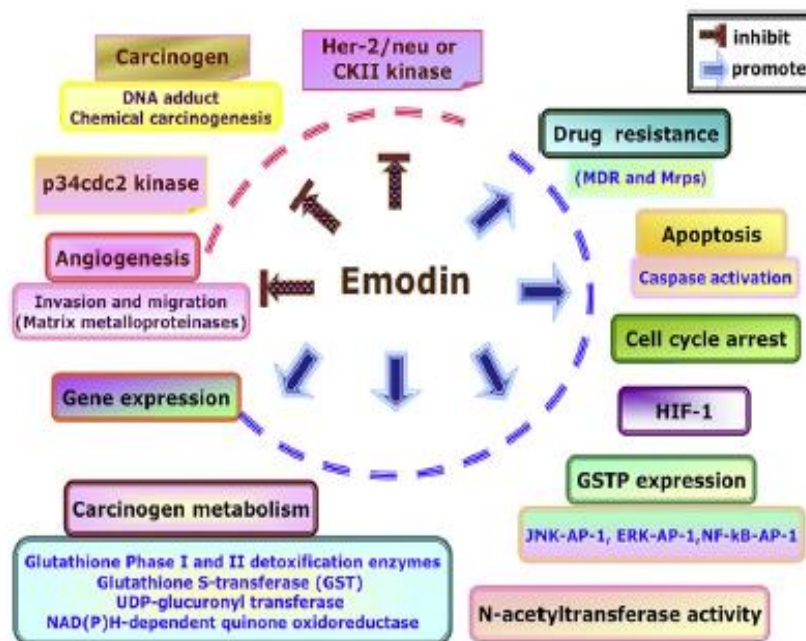 Carcinogen
DNA adduct
Chemical carcinogenesis
Her-2/neu or
CKII kinase
inhibit
promote
Drug resistance
(MDR and Mrps)
p34cdc2 kinase
Apoptosis
Caspase activation
Angiogenesis
Invasion and migration
(Matrix metalloproteinases)
Emodin
Cell cycle arrest
Gene expression
HIF-1
GSTP expression
JNK-AP-1, ERK-AP-1,NF-kB-AP-1
Carcinogen metabolism
Glutathione Phase I and II detoxification enzymes
Glutathione S-transferase (GST)
UDP-glucuronyl transferase
NAD(P)H-dependent quinone oxidoreductase
N-acetyltransferase activity